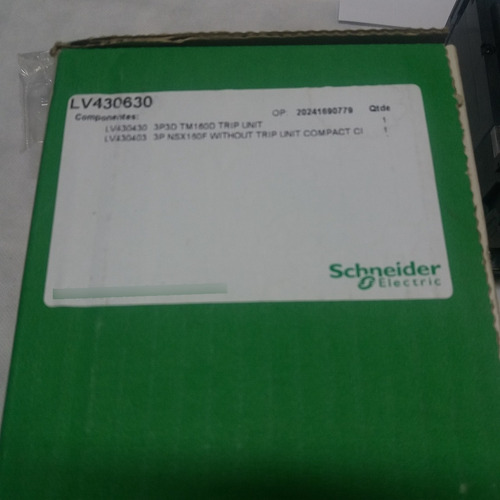 LV430630
Componentes: OP: 20241690779 Qtde
LV430430 3P3D TM160D TRIP UNIT 1
LV430403 3P NSX160F WITHOUT TRIP UNIT COMPACT CI 1
Schneider
Electric